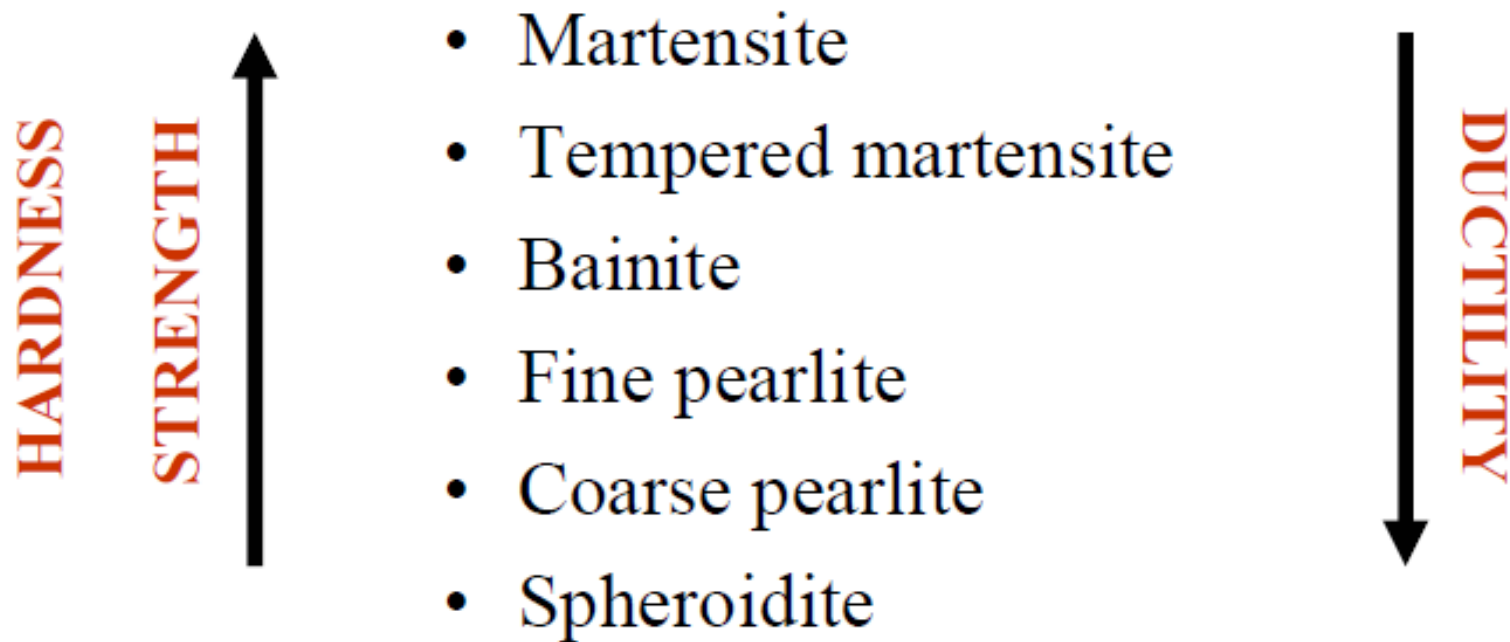 HARDNESS
STRENGTH
• Martensite
• Tempered martensite
• Bainite
• Fine pearlite
• Coarse pearlite
• Spheroidite
DUCTILITY